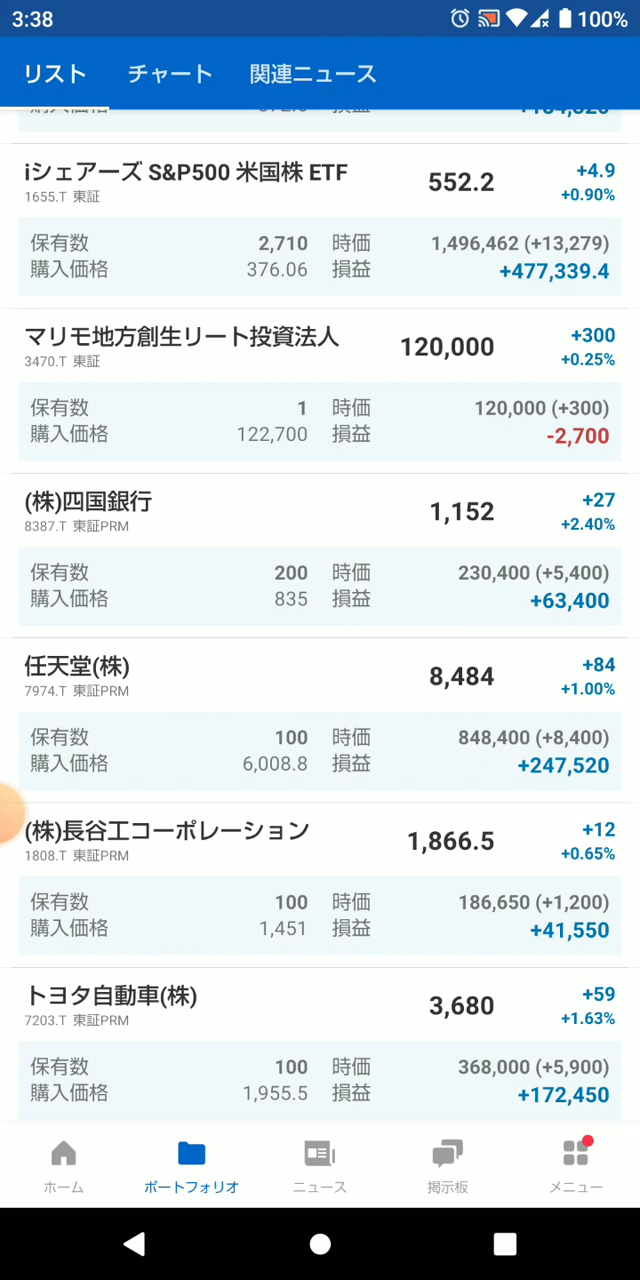 3:38 100%
リスト チャート 関連ニュース
iシェアーズ S&P500 米国株 ETF 552.2 +4.9
1655.T 東証 +0.90%
保有数 2,710 時価 1,496,462 (+13,279)
購入価格 376.06 損益 +477,339.4
マリモ地方創生リート投資法人 120,000 +300
3470.T 東証 +0.25%
保有数 1 時価 120,000 (+300)
購入価格 122,700 損益 -2,700
(株)四国銀行 1,152 +27
8387.T 東証PRM +2.40%
保有数 200 時価 230,400 (+5,400)
購入価格 835 損益 +63,400
任天堂(株) 8,484 +84
7974.T 東証PRM +1.00%
保有数 100 時価 848,400 (+8,400)
購入価格 6,008.8 損益 +247,520
(株)長谷工コーポレーション 1,866.5 +12
1808.T 東証PRM +0.65%
保有数 100 時価 186,650 (+1,200)
購入価格 1,451 損益 +41,550
トヨタ自動車(株) 3,680 +59
7203.T 東証PRM +1.63%
保有数 100 時価 368,000 (+5,900)
購入価格 1,955.5 損益 +172,450
ホーム ポートフォリオ ニュース 掲示板 メニュー